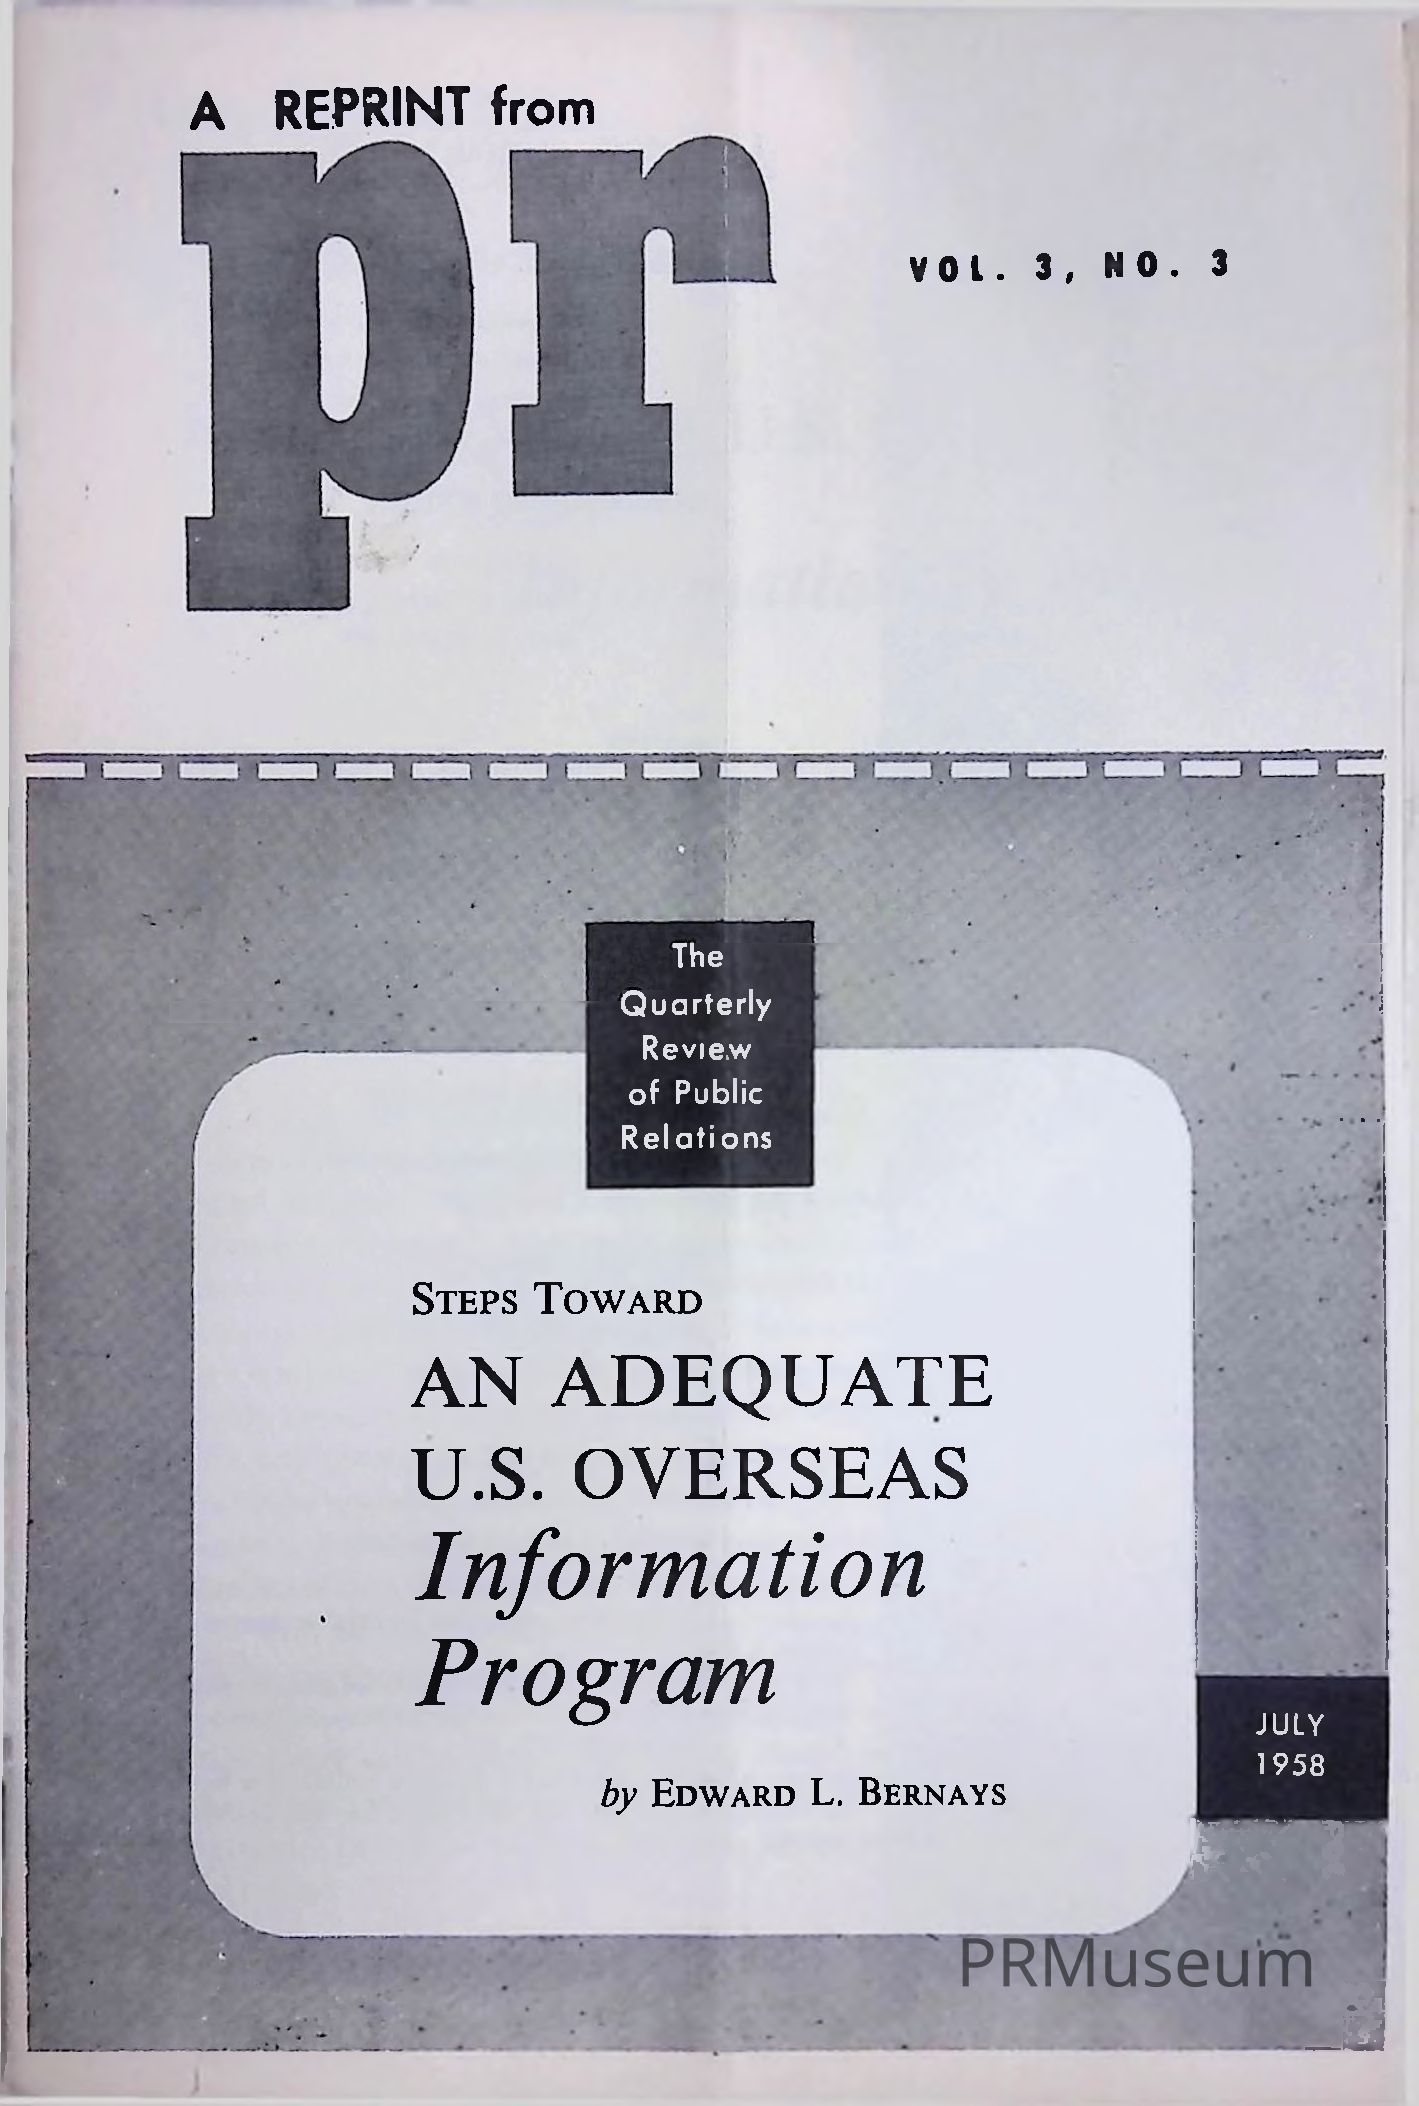 A REPRINT from
pr
VOL. 3, NO. 3
The
Quarterly
Review
of Public
Relations
STEPS TOWARD
AN ADEQUATE
U.S. OVERSEAS
Information
Program
by EDWARD L. BERNAYS
JULY
1958
PRMuseum